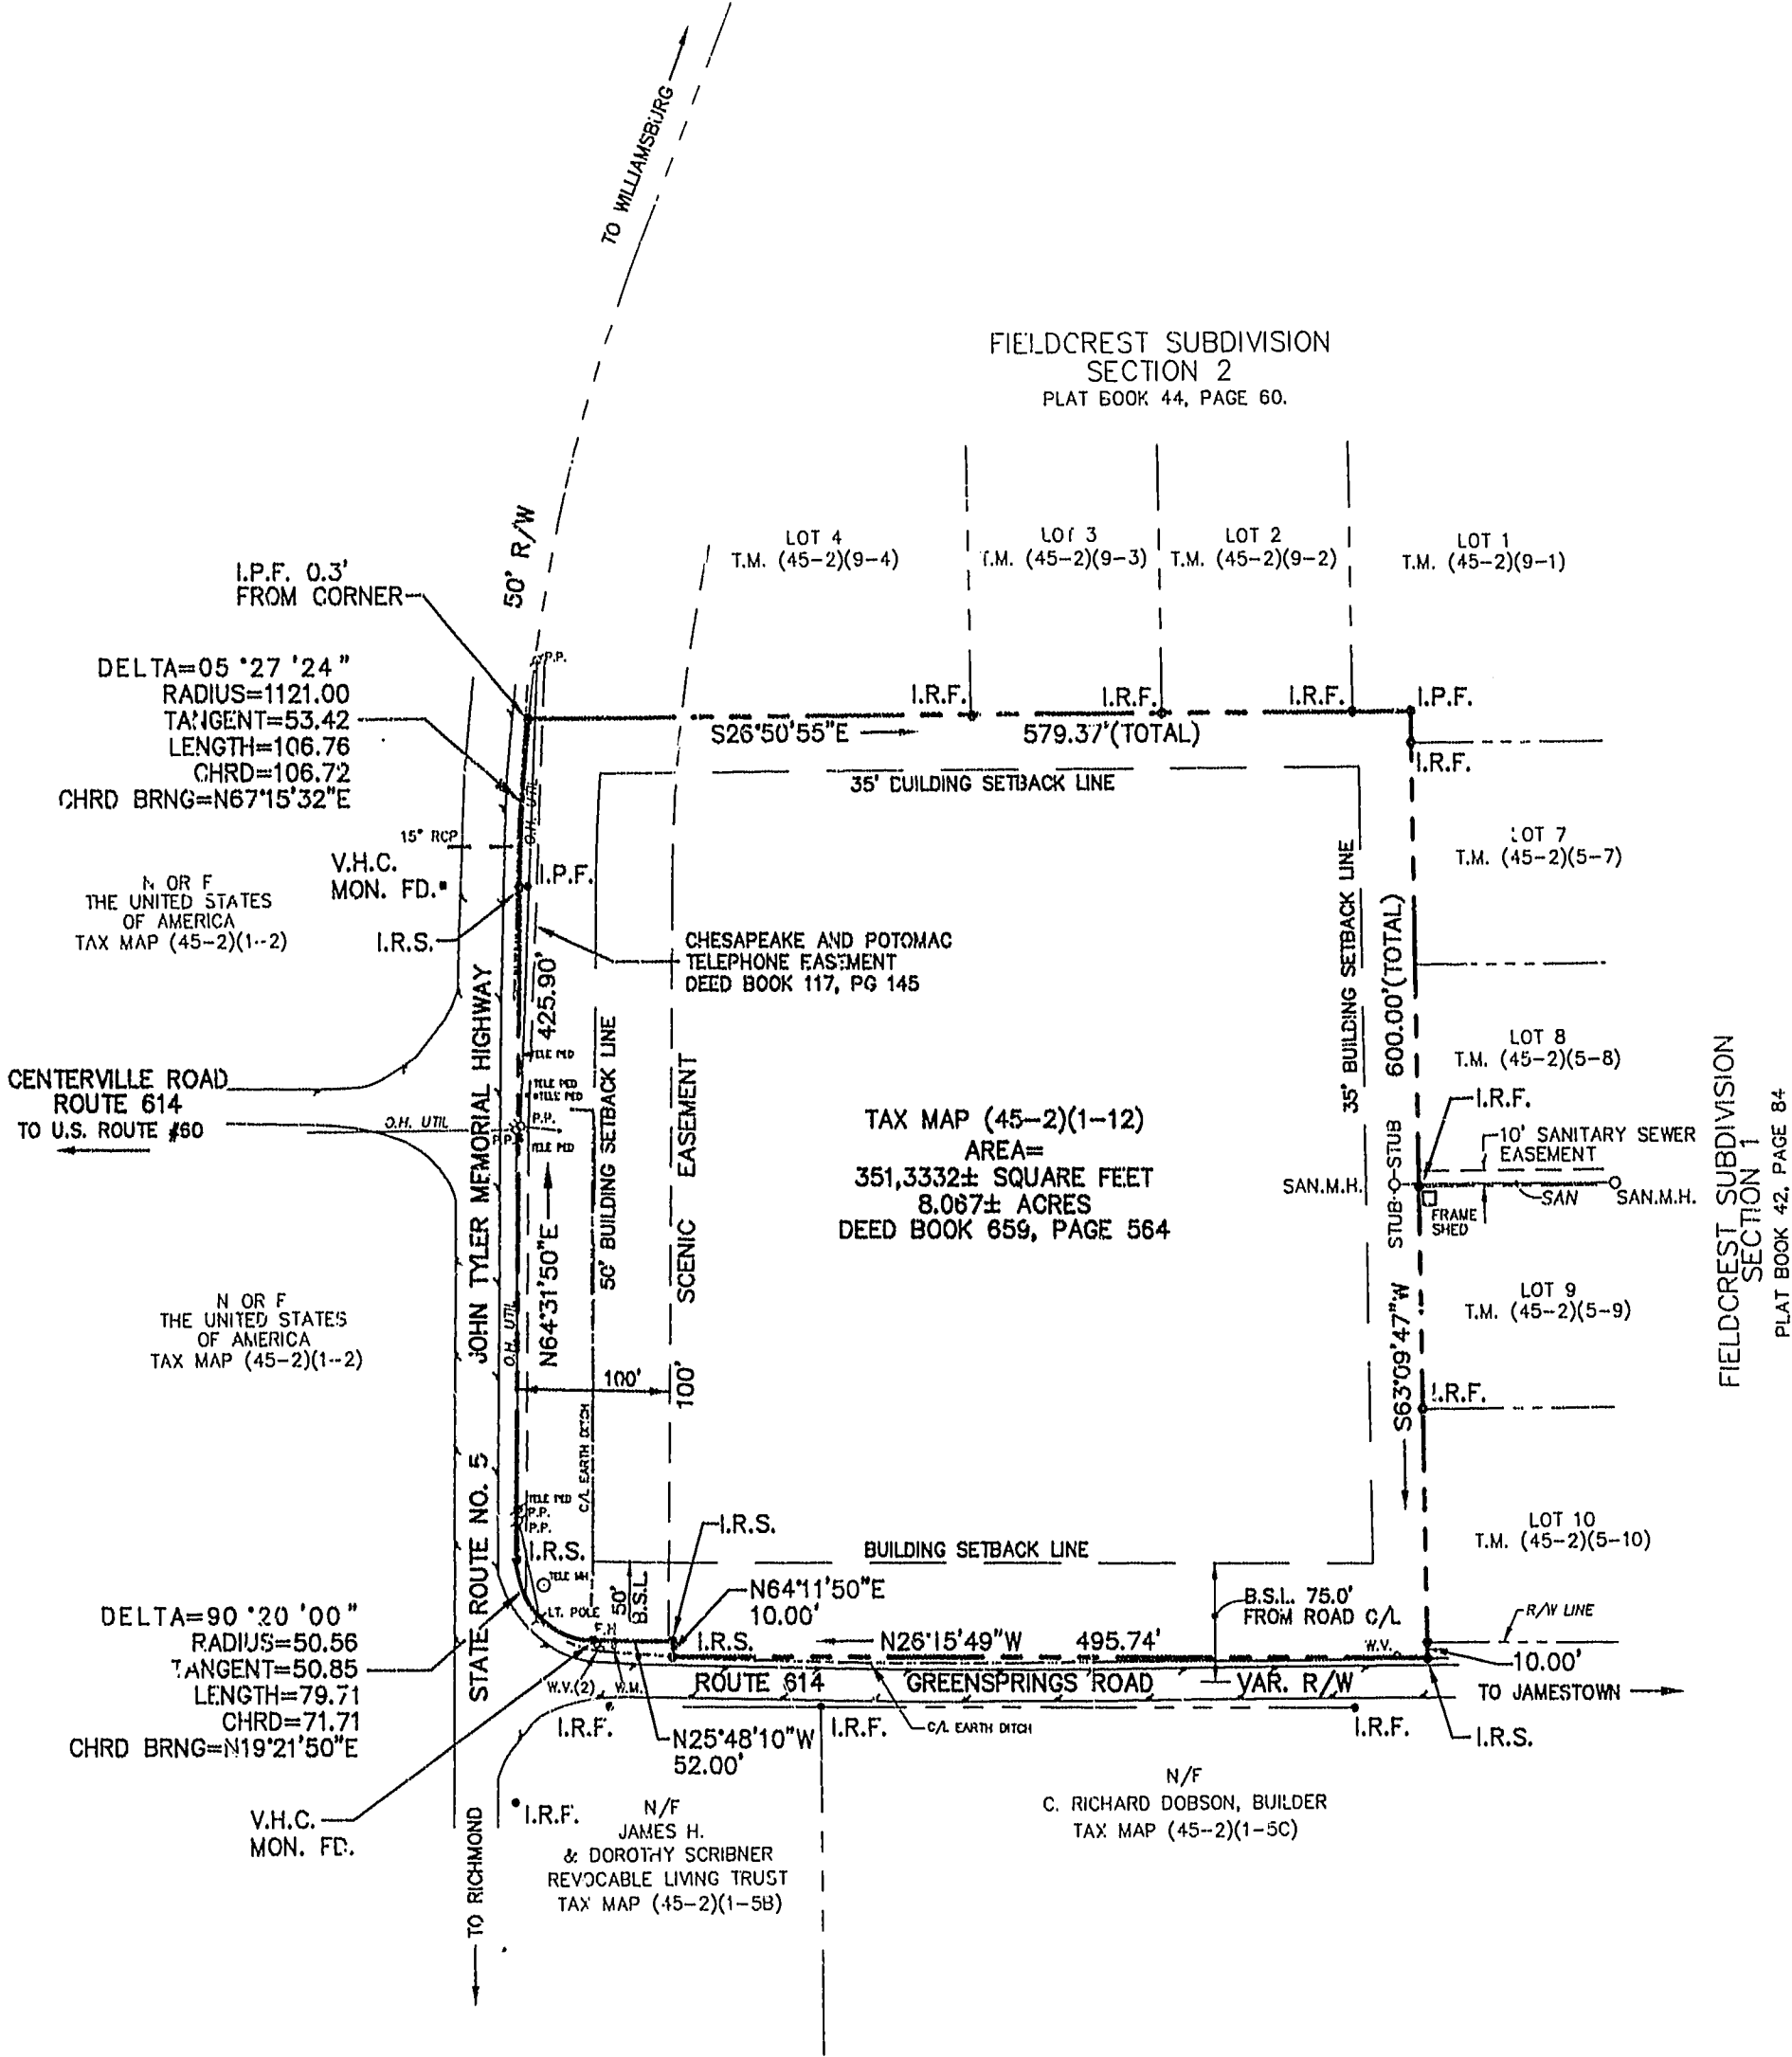 TO WILLIAMSBURG
FIELDCREST SUBDIVISION
SECTION 2
PLAT BOOK 44, PAGE 60.
50' R/W
LOT 4
T.M. (45-2)(9-4)
LOT 3
T.M. (45-2)(9-3)
LOT 2
T.M. (45-2)(9-2)
LOT 1
T.M. (45-2)(9-1)
I.P.F. 0.3'
FROM CORNER
P.P.
DELTA=05°27'24"
RADIUS=1121.00
TANGENT=53.42
LENGTH=106.76
CHRD=106.72
CHRD BRNG=N67°15'32"E
I.R.F.
I.R.F.
I.R.F.
I.P.F.
S26°50'55"E
579.37'(TOTAL)
I.R.F.
35' BUILDING SETBACK LINE
O.H. UTIL
15" RCP
V.H.C.
MON. FD.
I.P.F.
I.R.S.
N OR F
THE UNITED STATES
OF AMERICA
TAX MAP (45-2)(1-2)
CHESAPEAKE AND POTOMAC
TELEPHONE EASEMENT
DEED BOOK 117, PG 145
35' BUILDING SETBACK LINE
600.00'(TOTAL)
LOT 7
T.M. (45-2)(5-7)
LOT 8
T.M. (45-2)(5-8)
425.90'
N64°31'50"E
JOHN TYLER MEMORIAL HIGHWAY
STATE ROUTE NO. 5
50' BUILDING SETBACK LINE
SCENIC EASEMENT
100'
100'
CENTERVILLE ROAD
ROUTE 614
TO U.S. ROUTE #60
O.H. UTIL
TELE PED
TELE PED
TELE PED
P.P.
P.P.
TELE PED
TAX MAP (45-2)(1-12)
AREA=
351,3332± SQUARE FEET
8.067± ACRES
DEED BOOK 659, PAGE 564
I.R.F.
10' SANITARY SEWER
EASEMENT
STUB
STUB
SAN.M.H.
SAN
SAN.M.H.
FRAME
SHED
FIELDCREST SUBDIVISION
SECTION 1
PLAT BOOK 42, PAGE 84
LOT 9
T.M. (45-2)(5-9)
S63°09'47"W
I.R.F.
N OR F
THE UNITED STATES
OF AMERICA
TAX MAP (45-2)(1-2)
O.H. UTIL
C/L EARTH DITCH
TELE PED
P.P.
P.P.
I.R.S.
TELE MH
LT. POLE
F.H
50'
B.S.L.
I.R.S.
BUILDING SETBACK LINE
LOT 10
T.M. (45-2)(5-10)
N64°11'50"E
10.00'
B.S.L. 75.0'
FROM ROAD C/L
R/W LINE
DELTA=90°20'00"
RADIUS=50.56
TANGENT=50.85
LENGTH=79.71
CHRD=71.71
CHRD BRNG=N19°21'50"E
I.R.S.
N26°15'49"W 495.74'
W.V.
10.00'
W.V.(2)
W.M.
ROUTE 614 GREENSPRINGS ROAD VAR. R/W
TO JAMESTOWN
I.R.F.
I.R.F.
C/L EARTH DITCH
I.R.F.
I.R.S.
N25°48'10"W
52.00'
V.H.C.
MON. FD.
I.R.F.
TO RICHMOND
N/F
JAMES H.
& DOROTHY SCRIBNER
REVOCABLE LIVING TRUST
TAX MAP (45-2)(1-5B)
N/F
C. RICHARD DOBSON, BUILDER
TAX MAP (45-2)(1-5C)